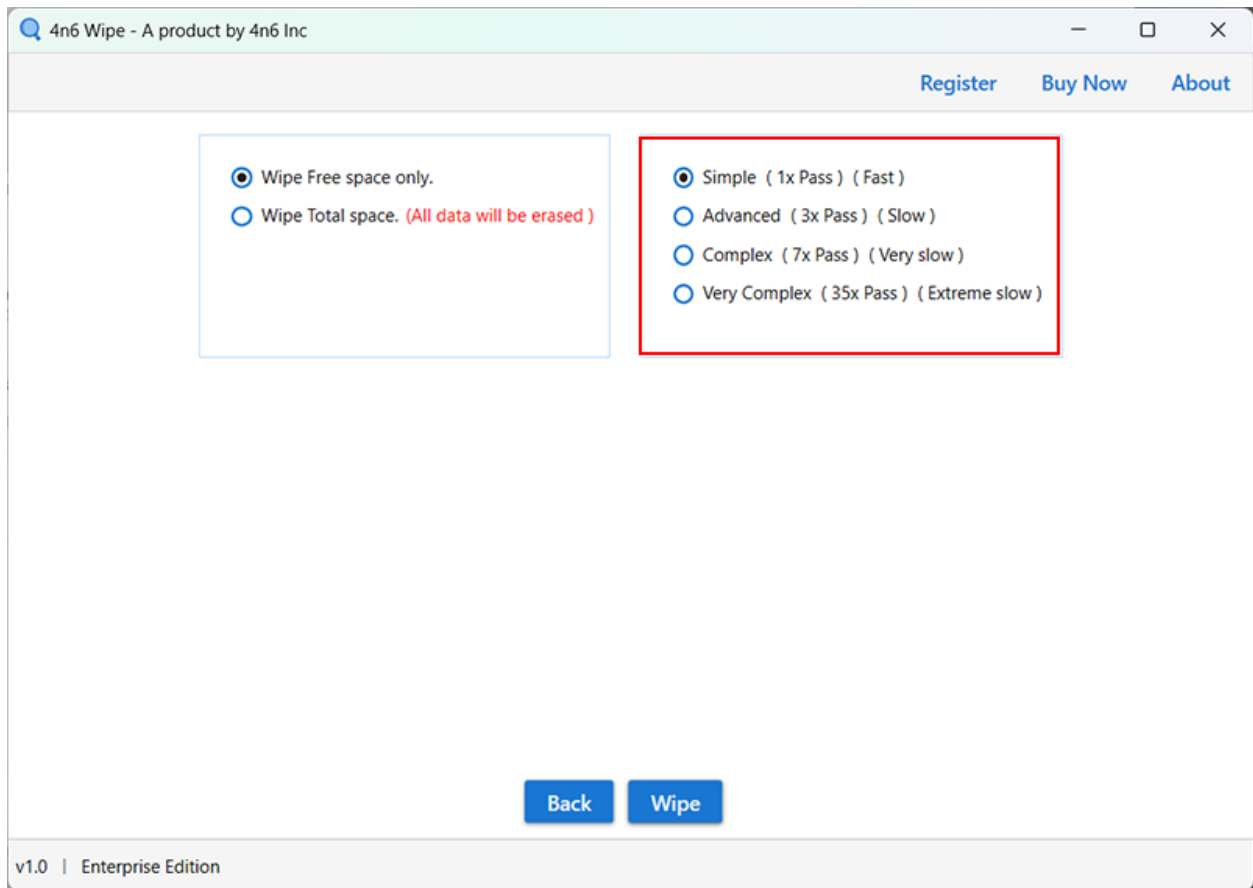 4n6 Wipe - A product by 4n6 Inc
Register Buy Now About
Wipe Free space only.
Wipe Total space. (All data will be erased )
Simple ( 1x Pass ) ( Fast )
Advanced ( 3x Pass ) ( Slow )
Complex ( 7x Pass ) ( Very slow )
Very Complex ( 35x Pass ) ( Extreme slow )
Back Wipe
v1.0 | Enterprise Edition